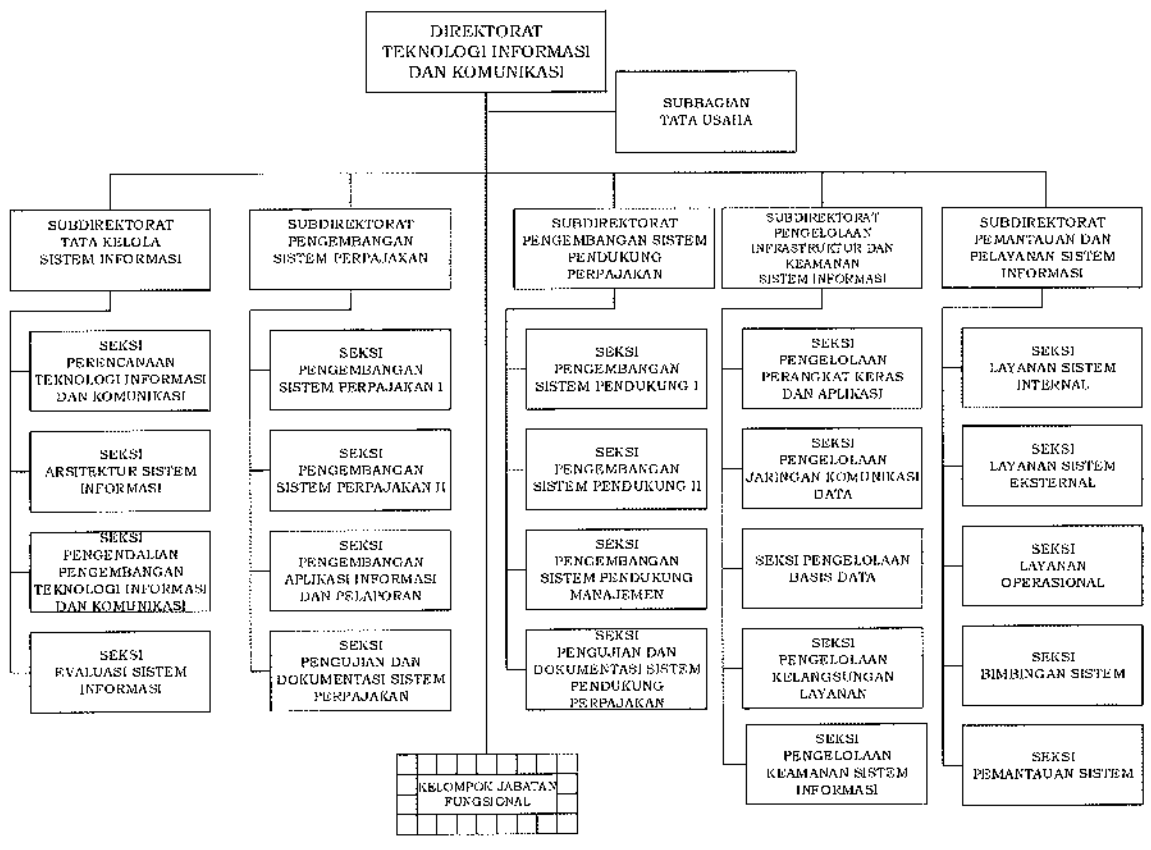 DIREKTORAT
TEKNOLOGI INFORMASI
DAN KOMUNIKASI
SUBBAGIAN
TATA USAHA
SUBDIREKTORAT
TATA KELOLA
SISTEM INFORMASI
SUBDIREKTORAT
PENGEMBANGAN
SISTEM PERPAJAKAN
SUBDIREKTORAT
PENGEMBANGAN SISTEM
PENDUKUNG
PERPAJAKAN
SUBDIREKTORAT
PENGELOLAAN
INFRASTRUKTUR DAN
KEAMANAN
SISTEM INFORMASI
SUBDIREKTORAT
PEMANTAUAN DAN
PELAYANAN SISTEM
INFORMASI
SEKSI
PERENCANAAN
TEKNOLOGI INFORMASI
DAN KOMUNIKASI
SEKSI
ARSITEKTUR SISTEM
INFORMASI
SEKSI
PENGENDALIAN
PENGEMBANGAN
TEKNOLOGI INFORMASI
DAN KOMUNIKASI
SEKSI
EVALUASI SISTEM
INFORMASI
SEKSI
PENGEMBANGAN
SISTEM PERPAJAKAN I
SEKSI
PENGEMBANGAN
SISTEM PERPAJAKAN II
SEKSI
PENGEMBANGAN
APLIKASI INFORMASI
DAN PELAPORAN
SEKSI
PENGUJIAN DAN
DOKUMENTASI SISTEM
PERPAJAKAN
SEKSI
PENGEMBANGAN
SISTEM PENDUKUNG I
SEKSI
PENGEMBANGAN
SISTEM PENDUKUNG II
SEKSI
PENGEMBANGAN
SISTEM PENDUKUNG
MANAJEMEN
SEKSI
PENGUJIAN DAN
DOKUMENTASI SISTEM
PENDUKUNG
PERPAJAKAN
SEKSI
PENGELOLAAN
PERANGKAT KERAS
DAN APLIKASI
SEKSI
PENGELOLAAN
JARINGAN KOMUNIKASI
DATA
SEKSI PENGELOLAAN
BASIS DATA
SEKSI
PENGELOLAAN
KELANGSUNGAN
LAYANAN
SEKSI
PENGELOLAAN
KEAMANAN SISTEM
INFORMASI
SEKSI
LAYANAN SISTEM
INTERNAL
SEKSI
LAYANAN SISTEM
EKSTERNAL
SEKSI
LAYANAN
OPERASIONAL
SEKSI
BIMBINGAN SISTEM
SEKSI
PEMANTAUAN SISTEM
KELOMPOK JABATAN
FUNGSIONAL